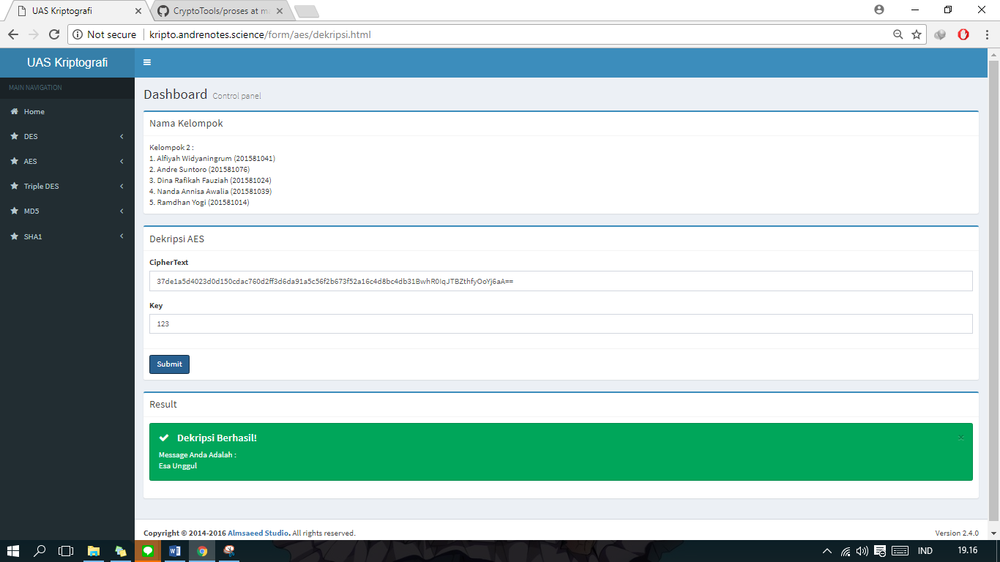 UAS Kriptografi
CryptoTools/proses at ma
Not secure
kripto.andrenotes.science/form/aes/dekripsi.html
UAS Kriptografi
MAIN NAVIGATION
Home
DES
AES
Triple DES
MD5
SHA1
Dashboard Control panel
Nama Kelompok
Kelompok 2 :
1. Alfiyah Widyaningrum (201581041)
2. Andre Suntoro (201581076)
3. Dina Rafikah Fauziah (201581024)
4. Nanda Annisa Awalia (201581039)
5. Ramdhan Yogi (201581014)
Dekripsi AES
CipherText
37de1a5d4023d0d150cdac760d2ff3d6da91a5c56f2b673f52a16c4d8bc4db31BwhR0IqJTBZthfyOoYj6aA==
Key
123
Submit
Result
Dekripsi Berhasil!
×
Message Anda Adalah :
Esa Unggul
Copyright © 2014-2016 Almsaeed Studio. All rights reserved.
Version 2.4.0
IND
19.16